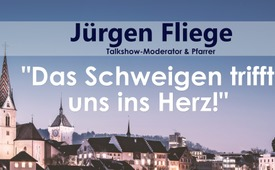 Jürgen Fliege
Talkshow-Moderator & Pfarrer
"Das Schweigen trifft
uns ins Herz!"